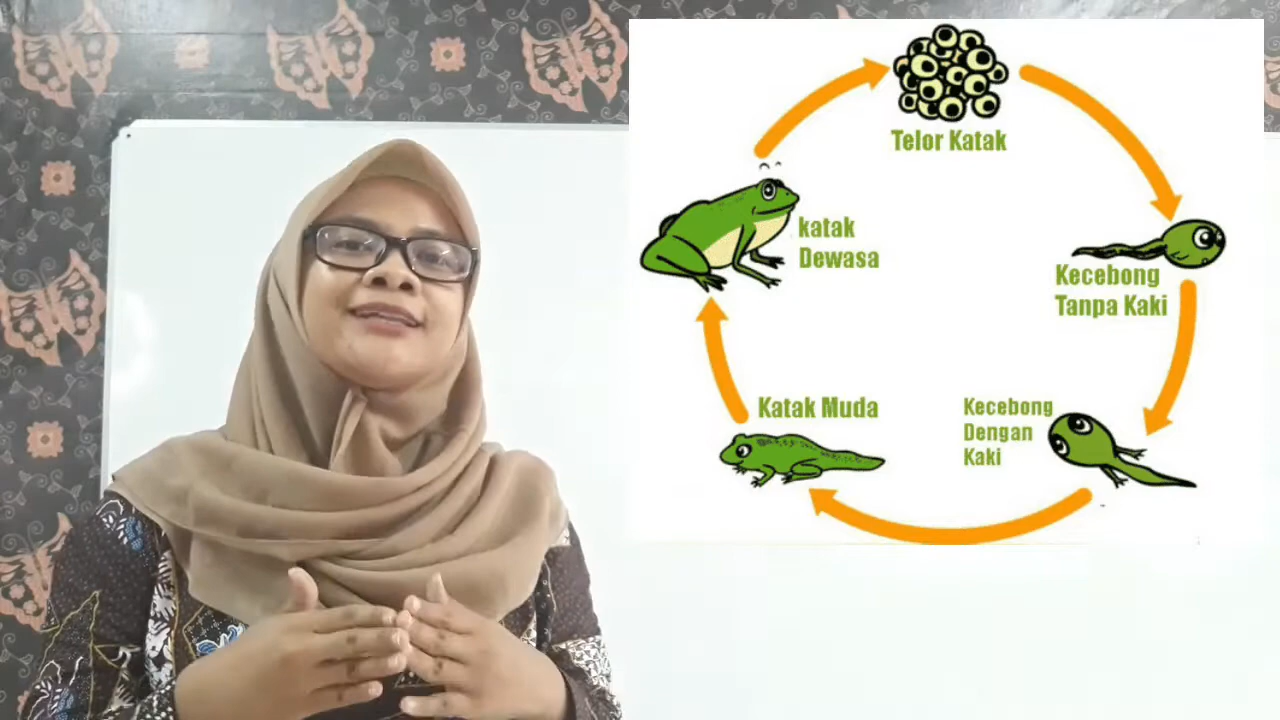 Telor Katak
katak
Dewasa
Kecebong
Tanpa Kaki
Katak Muda
Kecebong
Dengan
Kaki